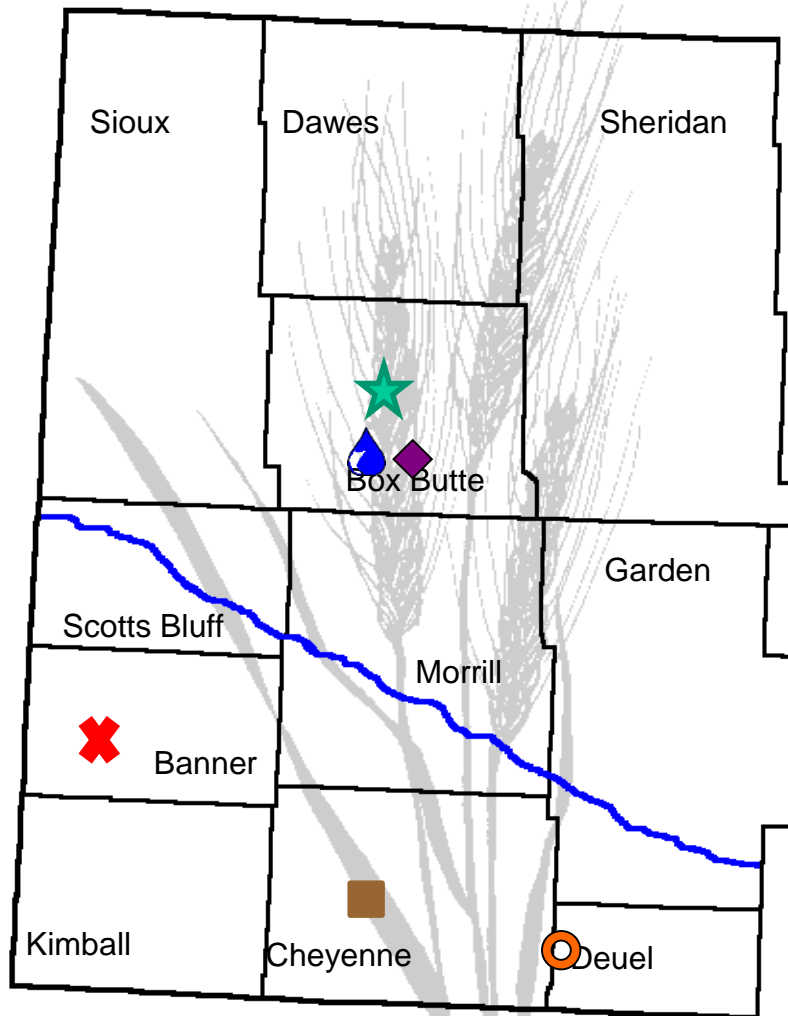 Sioux
Dawes
Sheridan
Box Butte
Garden
Scotts Bluff
Morrill
Banner
Kimball
Cheyenne
Deuel